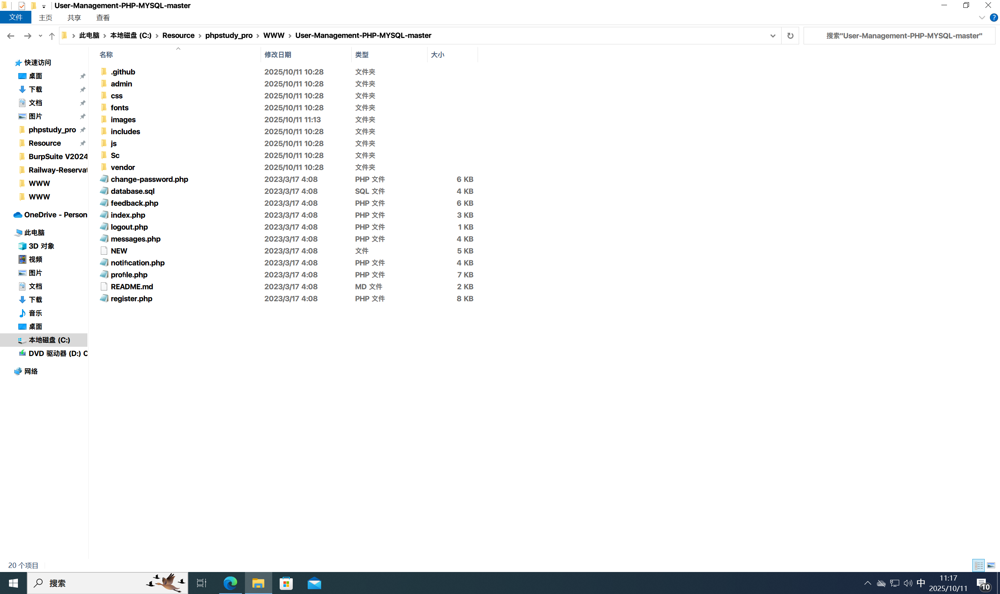 User-Management-PHP-MYSQL-master
文件 主页 共享 查看
此电脑 本地磁盘 (C:) Resource phpstudy_pro WWW User-Management-PHP-MYSQL-master 搜索"User-Management-PHP-MYSQL-master"
名称 修改日期 类型 大小
快速访问
桌面
下载
文档
图片
phpstudy_pro
Resource
BurpSuite V2024
Railway-Reservat
WWW
WWW
OneDrive - Person
此电脑
3D 对象
视频
图片
文档
下载
音乐
桌面
本地磁盘 (C:)
DVD 驱动器 (D:) C
网络
.github 2025/10/11 10:28 文件夹
admin 2025/10/11 10:28 文件夹
css 2025/10/11 10:28 文件夹
fonts 2025/10/11 10:28 文件夹
images 2025/10/11 11:13 文件夹
includes 2025/10/11 10:28 文件夹
js 2025/10/11 10:28 文件夹
Sc 2025/10/11 10:28 文件夹
vendor 2025/10/11 10:28 文件夹
change-password.php 2023/3/17 4:08 PHP 文件 6 KB
database.sql 2023/3/17 4:08 SQL 文件 4 KB
feedback.php 2023/3/17 4:08 PHP 文件 6 KB
index.php 2023/3/17 4:08 PHP 文件 3 KB
logout.php 2023/3/17 4:08 PHP 文件 1 KB
messages.php 2023/3/17 4:08 PHP 文件 4 KB
NEW 2023/3/17 4:08 文件 5 KB
notification.php 2023/3/17 4:08 PHP 文件 4 KB
profile.php 2023/3/17 4:08 PHP 文件 7 KB
README.md 2023/3/17 4:08 MD 文件 2 KB
register.php 2023/3/17 4:08 PHP 文件 8 KB
20 个项目
搜索
中
11:17
2025/10/11
10